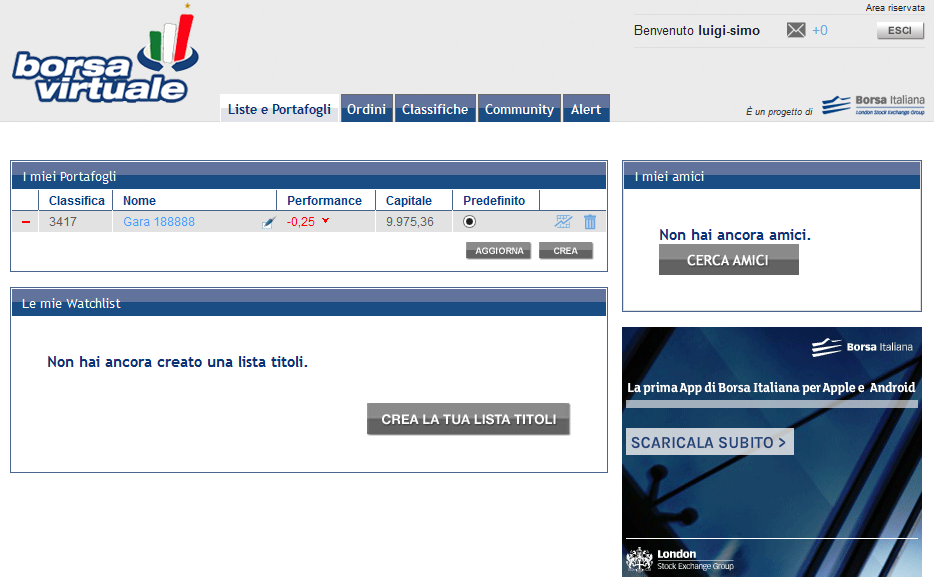 Area riservata
Benvenuto luigi-simo +0 ESCI
borsa
virtuale
Liste e Portafogli Ordini Classifiche Community Alert
È un progetto di Borsa Italiana
London Stock Exchange Group
I miei Portafogli
Classifica Nome Performance Capitale Predefinito
3417 Gara 188888 -0,25 9.975,36
AGGIORNA CREA
I miei amici
Non hai ancora amici.
CERCA AMICI
Le mie Watchlist
Non hai ancora creato una lista titoli.
CREA LA TUA LISTA TITOLI
Borsa Italiana
La prima App di Borsa Italiana per Apple e Android
SCARICALA SUBITO >
London
Stock Exchange Group